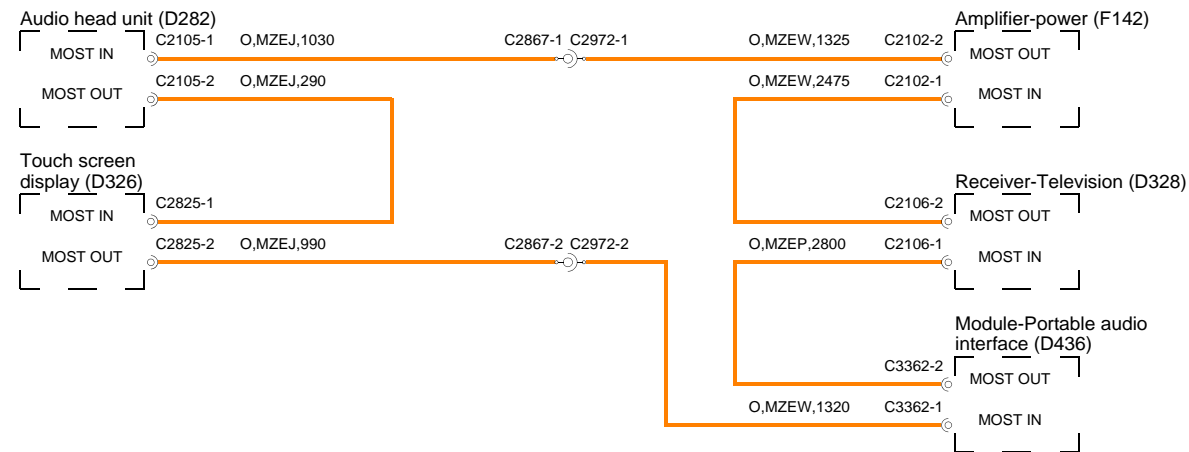 Audio head unit (D282)
Amplifier-power (F142)
MOST IN
C2105-1
O,MZEJ,1030
C2867-1 C2972-1
O,MZEW,1325
C2102-2
MOST OUT
MOST OUT
C2105-2
O,MZEJ,290
O,MZEW,2475
C2102-1
MOST IN
Touch screen
display (D326)
Receiver-Television (D328)
MOST IN
C2825-1
C2106-2
MOST OUT
MOST OUT
C2825-2
O,MZEJ,990
C2867-2 C2972-2
O,MZEP,2800
C2106-1
MOST IN
Module-Portable audio
interface (D436)
C3362-2
MOST OUT
O,MZEW,1320
C3362-1
MOST IN